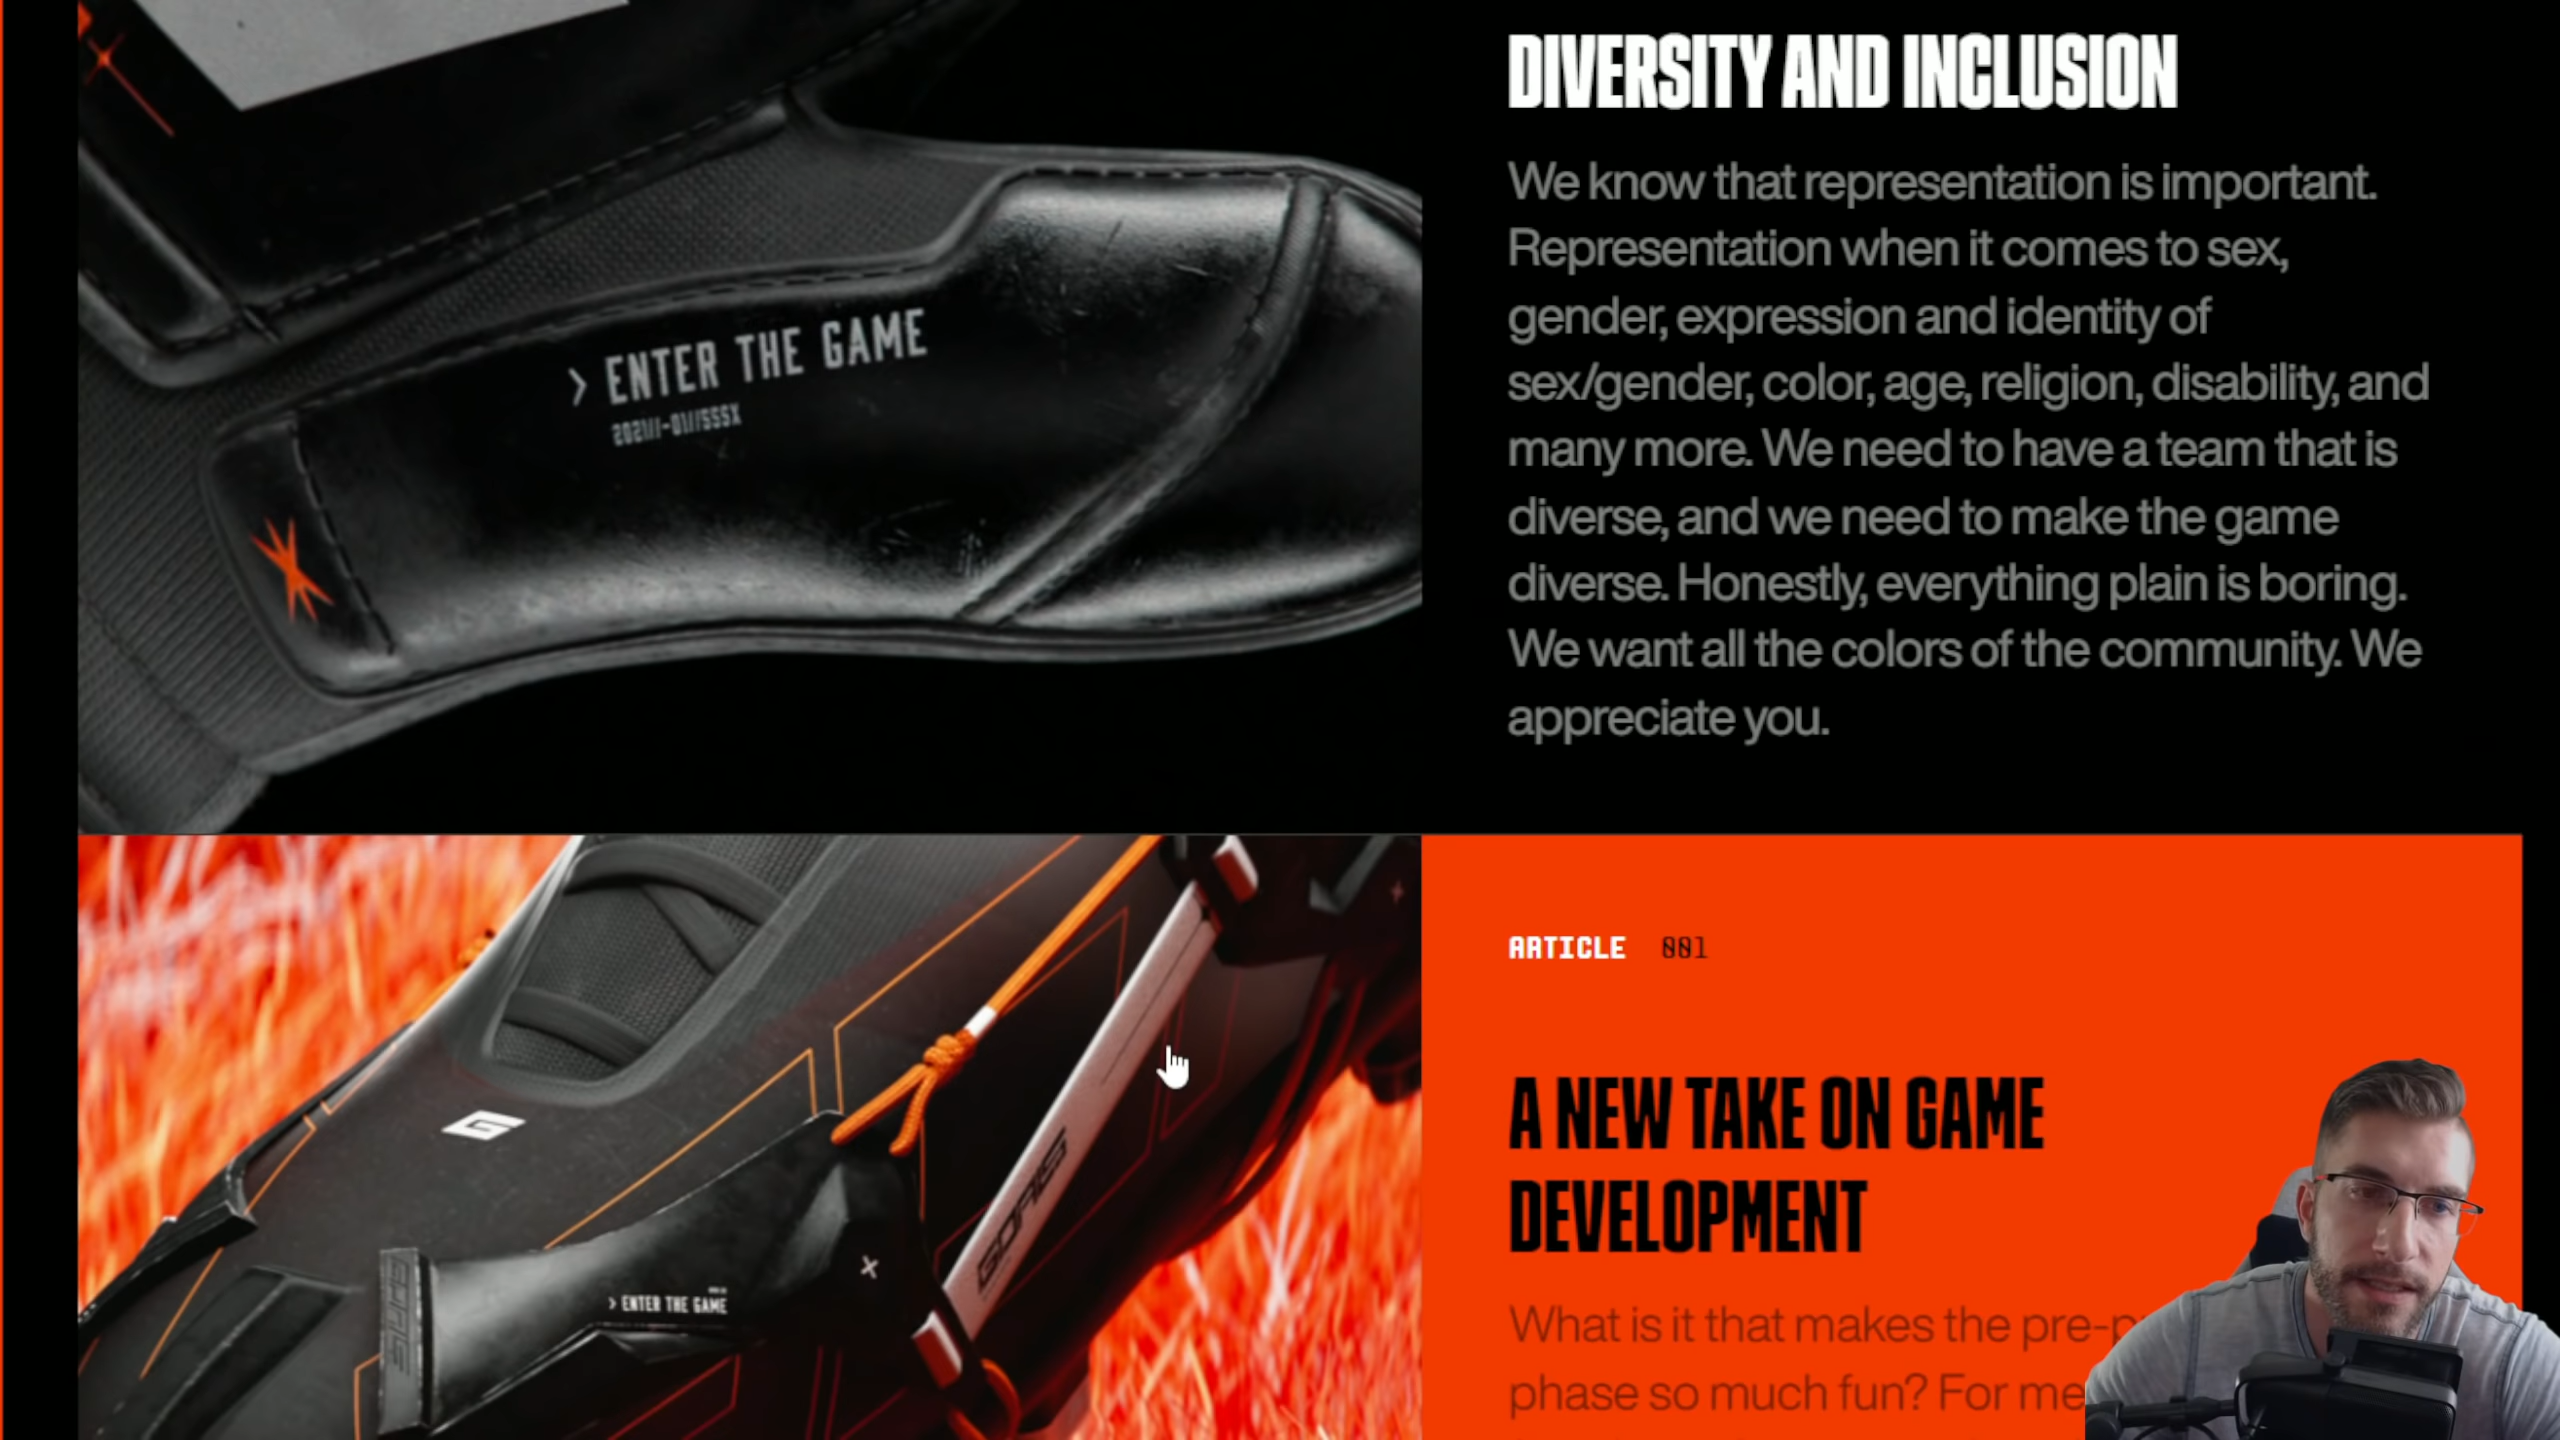 DIVERSITY AND INCLUSION
We know that representation is important.
Representation when it comes to sex,
gender, expression and identity of
sex/gender, color, age, religion, disability, and
many more. We need to have a team that is
diverse, and we need to make the game
diverse. Honestly, everything plain is boring.
We want all the colors of the community. We
appreciate you.
> ENTER THE GAME
2021//-01//SSSX
ARTICLE 001
A NEW TAKE ON GAME
DEVELOPMENT
What is it that makes the pre-p
phase so much fun? For me
G
> ENTER THE GAME